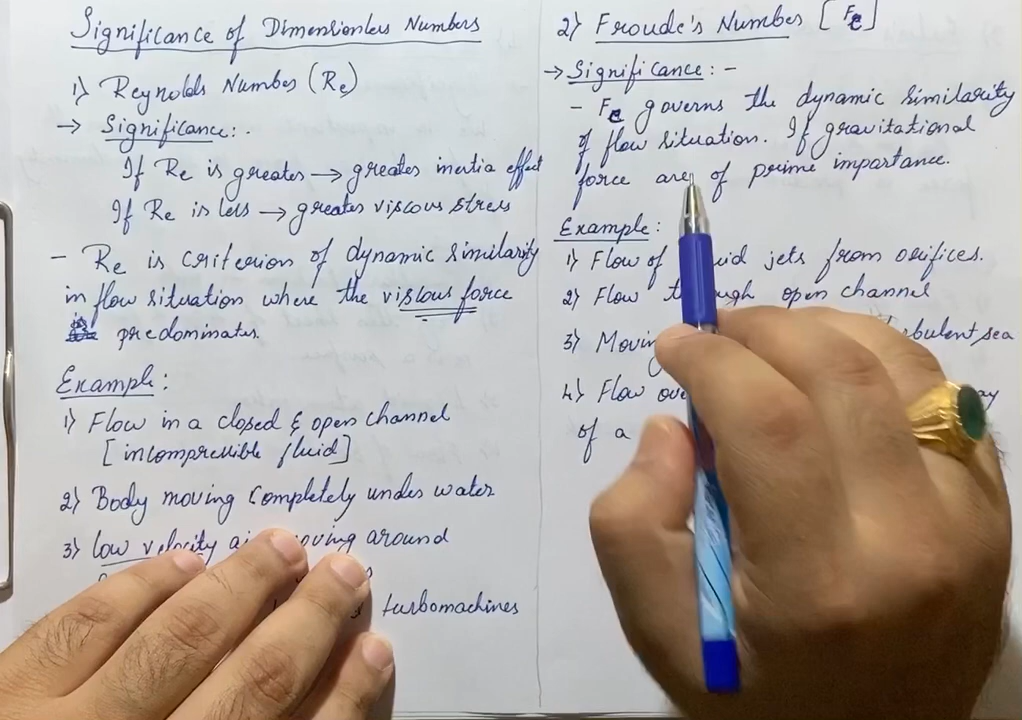 Significance of Dimensionless Numbers
1) Reynolds Number (Re)
→ Significance:-
If Re is greater → greater inertia effect
If Re is less → greater viscous stress
- Re is criterion of dynamic similarity
in flow situation where the viscous force
is predominates.
Example:
1) Flow in a closed & open channel
[incompressible fluid]
2) Body moving Completely under water
3) low velocity around
turbomachines
2) Froude's Number [Fe]
→ Significance:-
- Fe governs the dynamic similarity
of flow situation. If gravitational
force are of prime importance.
Example:
1) Flow of jets from orifices.
2) Flow open channel
3) sea
4) Flow
of a